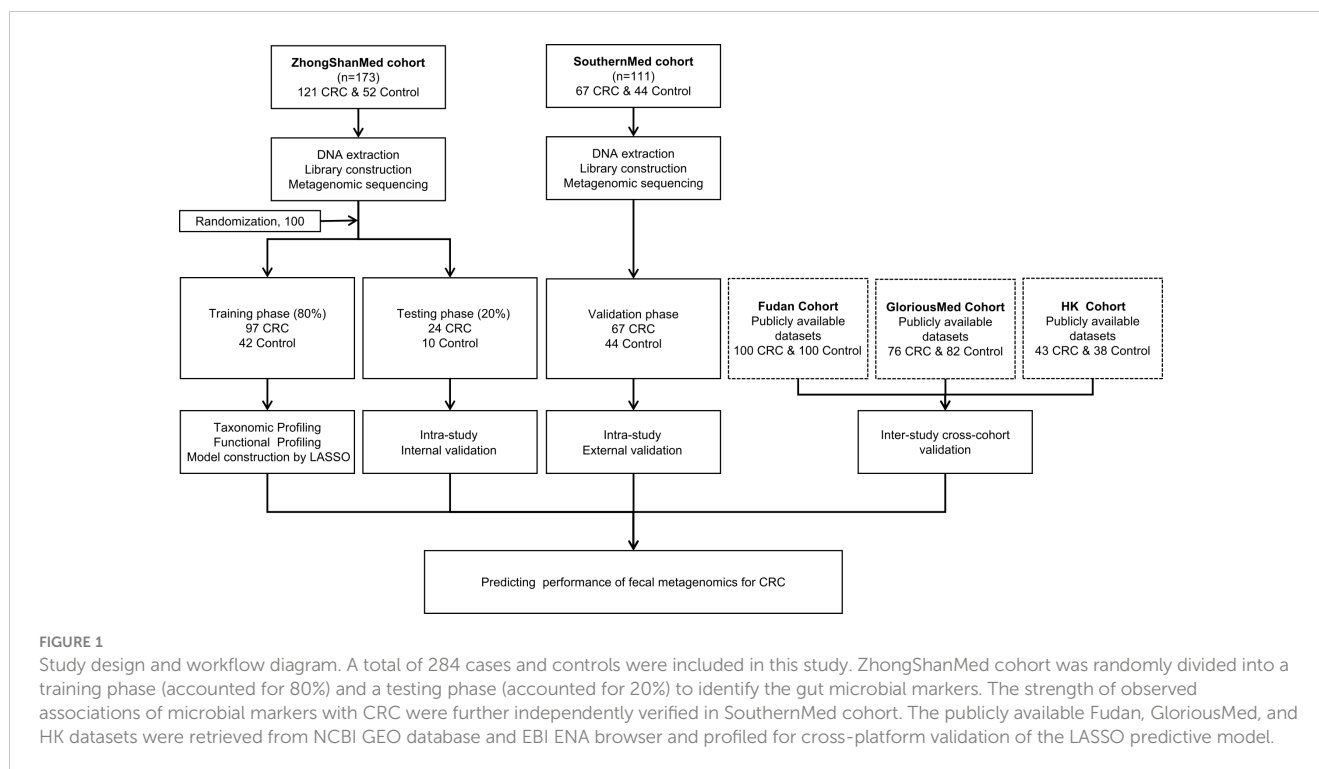 ZhongShanMed cohort
(n=173)
121 CRC & 52 Control
SouthernMed cohort
(n=111)
67 CRC & 44 Control
DNA extraction
Library construction
Metagenomic sequencing
DNA extraction
Library construction
Metagenomic sequencing
Randomization, 100
Training phase (80%)
97 CRC
42 Control
Testing phase (20%)
24 CRC
10 Control
Validation phase
67 CRC
44 Control
Fudan Cohort
Publicly available
datasets
100 CRC & 100 Control
GloriousMed Cohort
Publicly available
datasets
76 CRC & 82 Control
HK Cohort
Publicly available
datasets
43 CRC & 38 Control
Taxonomic Profiling
Functional Profiling
Model construction by LASSO
Intra-study
Internal validation
Intra-study
External validation
Inter-study cross-cohort
validation
Predicting performance of fecal metagenomics for CRC
FIGURE 1
Study design and workflow diagram. A total of 284 cases and controls were included in this study. ZhongShanMed cohort was randomly divided into a
training phase (accounted for 80%) and a testing phase (accounted for 20%) to identify the gut microbial markers. The strength of observed
associations of microbial markers with CRC were further independently verified in SouthernMed cohort. The publicly available Fudan, GloriousMed, and
HK datasets were retrieved from NCBI GEO database and EBI ENA browser and profiled for cross-platform validation of the LASSO predictive model.